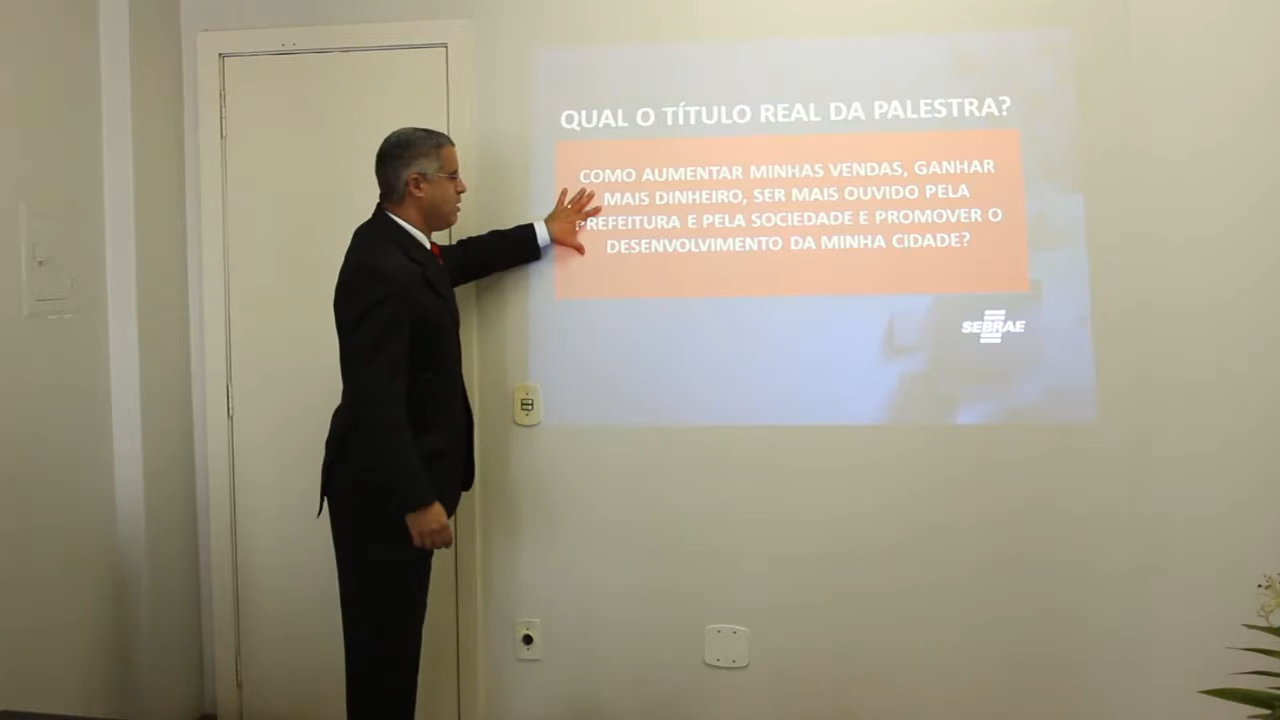 QUAL O TÍTULO REAL DA PALESTRA?
COMO AUMENTAR MINHAS VENDAS, GANHAR
MAIS DINHEIRO, SER MAIS OUVIDO PELA
PREFEITURA E PELA SOCIEDADE E PROMOVER O
DESENVOLVIMENTO DA MINHA CIDADE?
SEBRAE